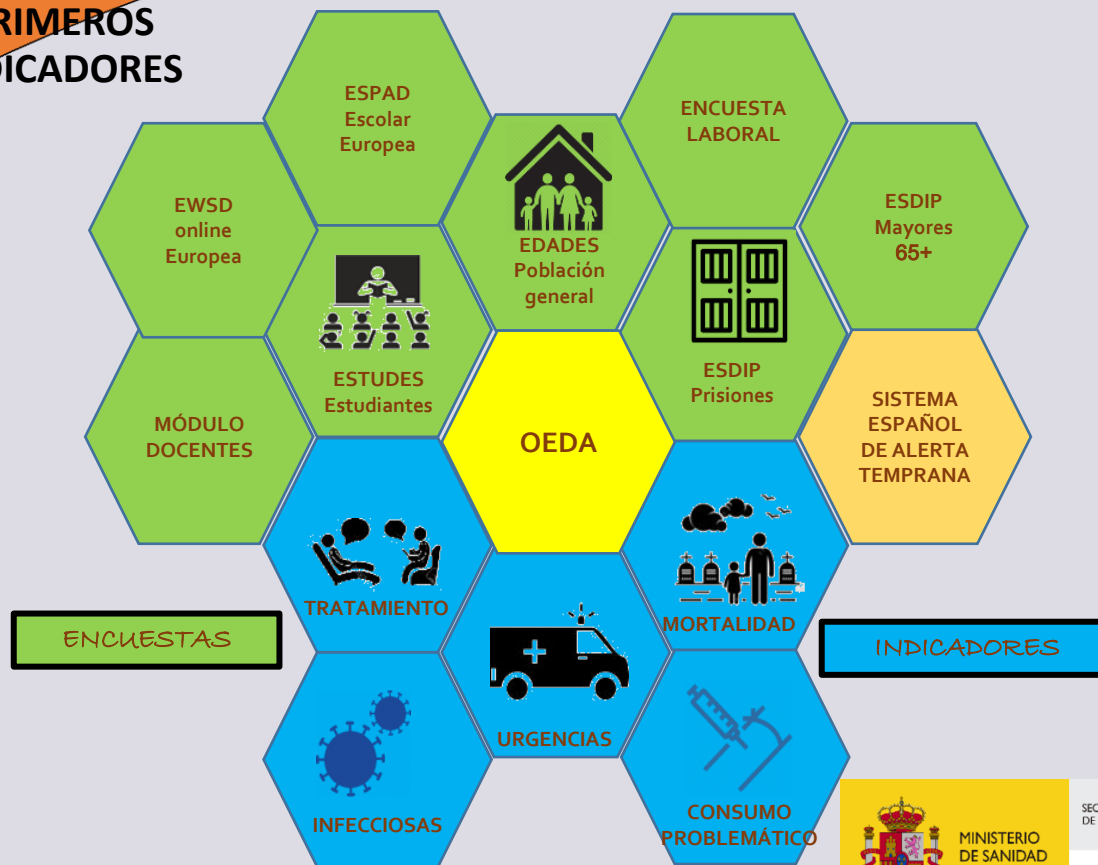 RIMEROS
DICADORES
ESPAD
Escolar
Europea
ENCUESTA
LABORAL
EWSD
online
Europea
EDADES
Población
general
ESDIP
Mayores
65+
ESTUDES
Estudiantes
ESDIP
Prisiones
MÓDULO
DOCENTES
OEDA
SISTEMA
ESPAÑOL
DE ALERTA
TEMPRANA
TRATAMIENTO
MORTALIDAD
ENCUESTAS
INDICADORES
URGENCIAS
INFECCIOSAS
CONSUMO
PROBLEMÁTICO
MINISTERIO
DE SANIDAD
SEC
DE